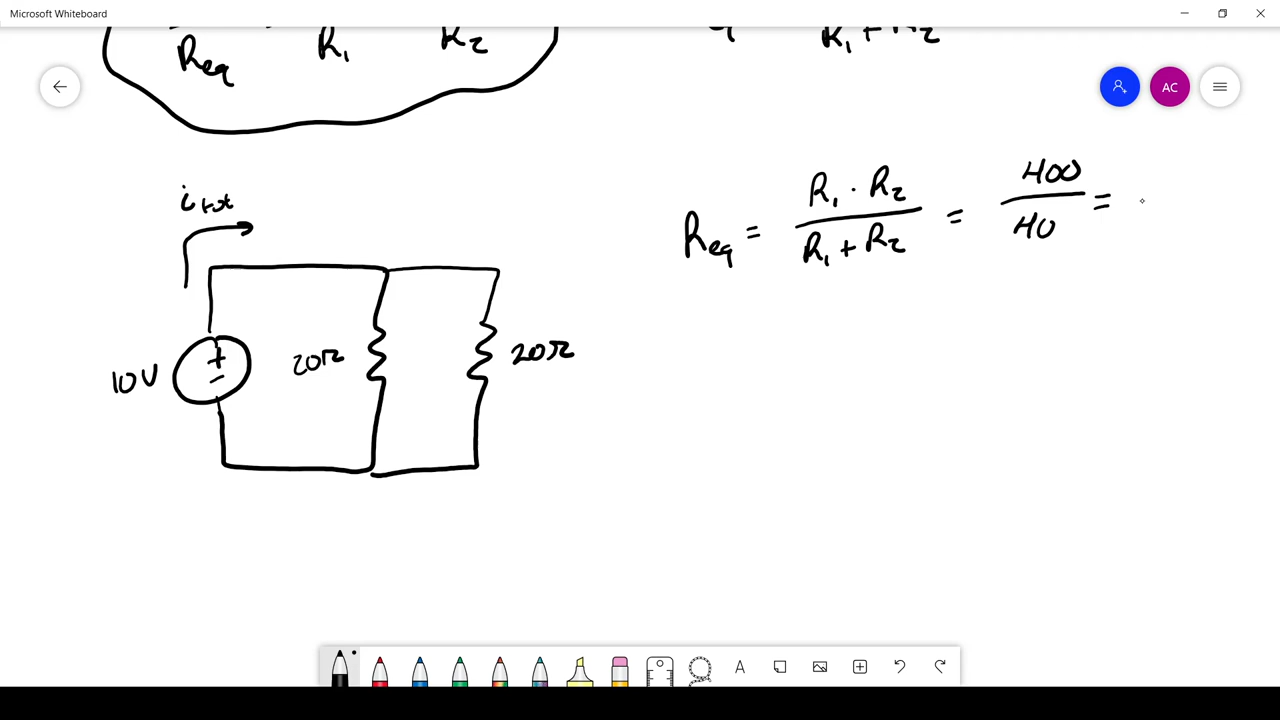 Microsoft Whiteboard
Req R1 R2
R1 + R2
AC
itot
Req = R1 · R2 / R1 + R2 = 400 / 40 =
10V + − 20Ω 20Ω
A